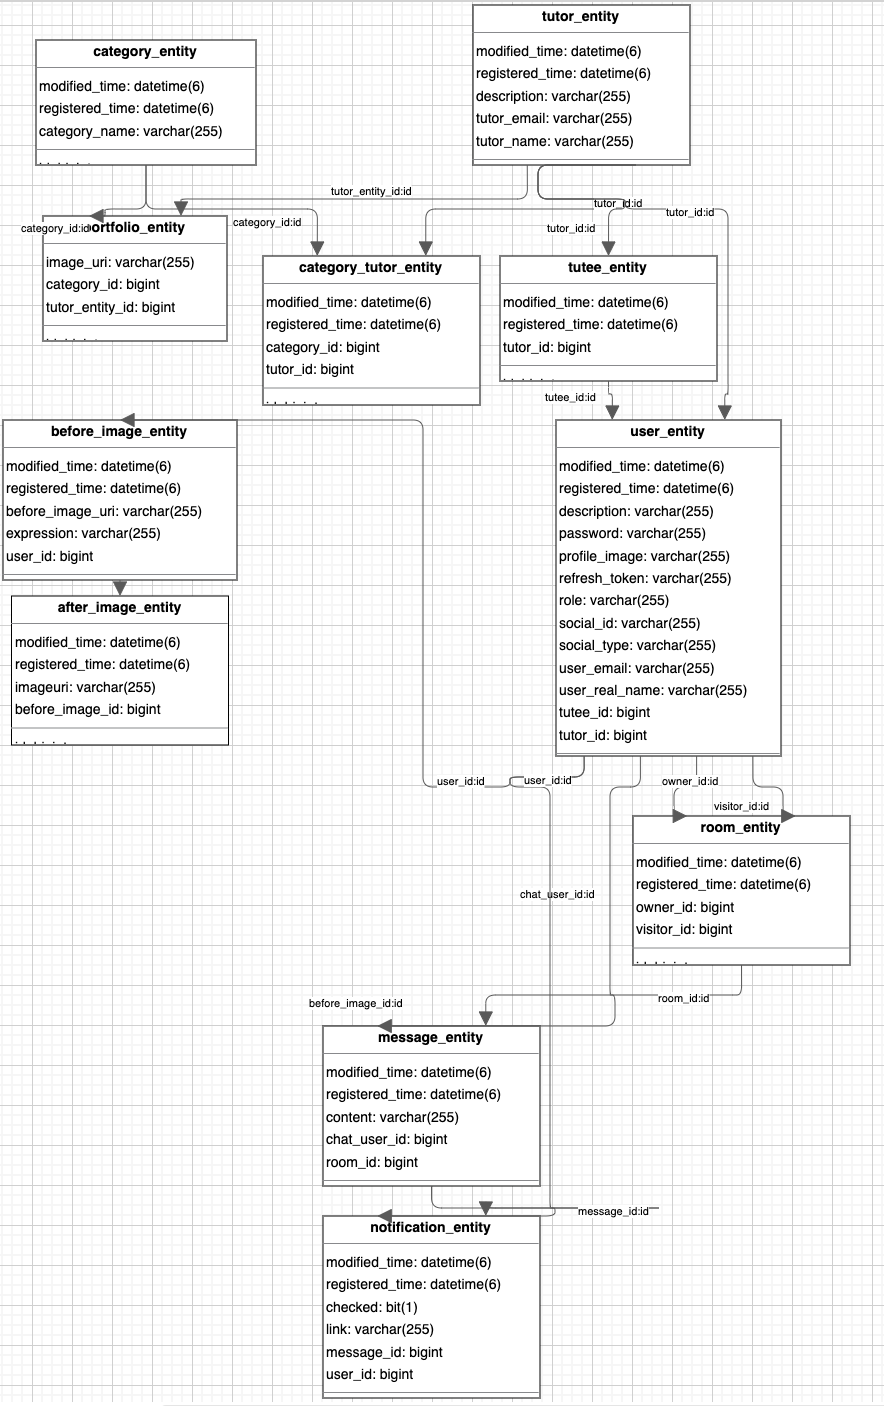 tutor_entity
modified_time: datetime(6)
registered_time: datetime(6)
description: varchar(255)
tutor_email: varchar(255)
tutor_name: varchar(255)
category_entity
modified_time: datetime(6)
registered_time: datetime(6)
category_name: varchar(255)
tutor_entity_id:id
category_id:id
category_id:id
tutor_id:id
tutor_id:id
tutor_id:id
ortfolio_entity
image_uri: varchar(255)
category_id: bigint
tutor_entity_id: bigint
category_tutor_entity
modified_time: datetime(6)
registered_time: datetime(6)
category_id: bigint
tutor_id: bigint
tutee_entity
modified_time: datetime(6)
registered_time: datetime(6)
tutor_id: bigint
tutee_id:id
before_image_entity
modified_time: datetime(6)
registered_time: datetime(6)
before_image_uri: varchar(255)
expression: varchar(255)
user_id: bigint
user_entity
modified_time: datetime(6)
registered_time: datetime(6)
description: varchar(255)
password: varchar(255)
profile_image: varchar(255)
refresh_token: varchar(255)
role: varchar(255)
social_id: varchar(255)
social_type: varchar(255)
user_email: varchar(255)
user_real_name: varchar(255)
tutee_id: bigint
tutor_id: bigint
after_image_entity
modified_time: datetime(6)
registered_time: datetime(6)
imageuri: varchar(255)
before_image_id: bigint
user_id:id
user_id:id
owner_id:id
visitor_id:id
room_entity
modified_time: datetime(6)
registered_time: datetime(6)
owner_id: bigint
visitor_id: bigint
chat_user_id:id
room_id:id
before_image_id:id
message_entity
modified_time: datetime(6)
registered_time: datetime(6)
content: varchar(255)
chat_user_id: bigint
room_id: bigint
message_id:id
notification_entity
modified_time: datetime(6)
registered_time: datetime(6)
checked: bit(1)
link: varchar(255)
message_id: bigint
user_id: bigint